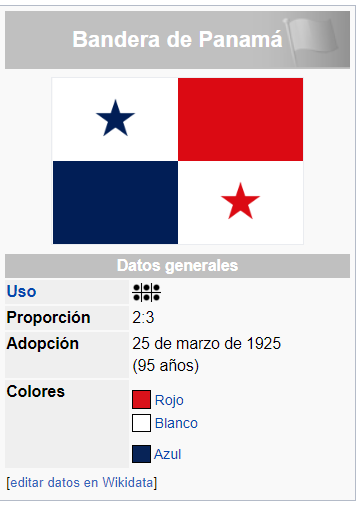 Bandera de Panamá
Datos generales
Uso
Proporción 2:3
Adopción 25 de marzo de 1925
(95 años)
Colores
Rojo
Blanco
Azul
[editar datos en Wikidata]